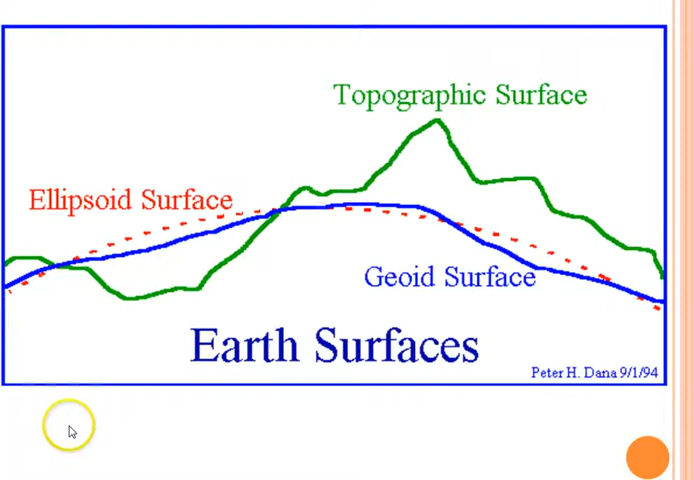 Topographic Surface
Ellipsoid Surface
Geoid Surface
Earth Surfaces
Peter H. Dana 9/1/94